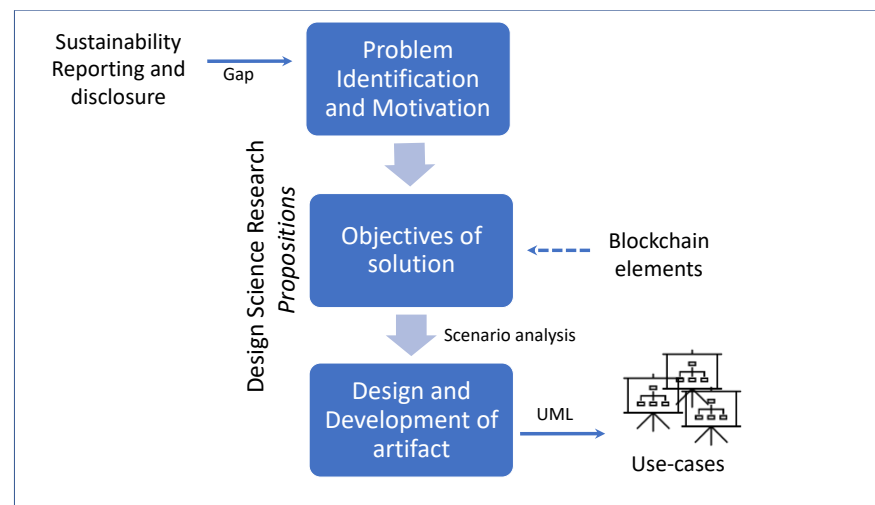 Sustainability
Reporting and
disclosure
Gap
Problem
Identification
and Motivation
Design Science Research
Propositions
Objectives of
solution
Blockchain
elements
Scenario analysis
Design and
Development of
artifact
UML
Use-cases